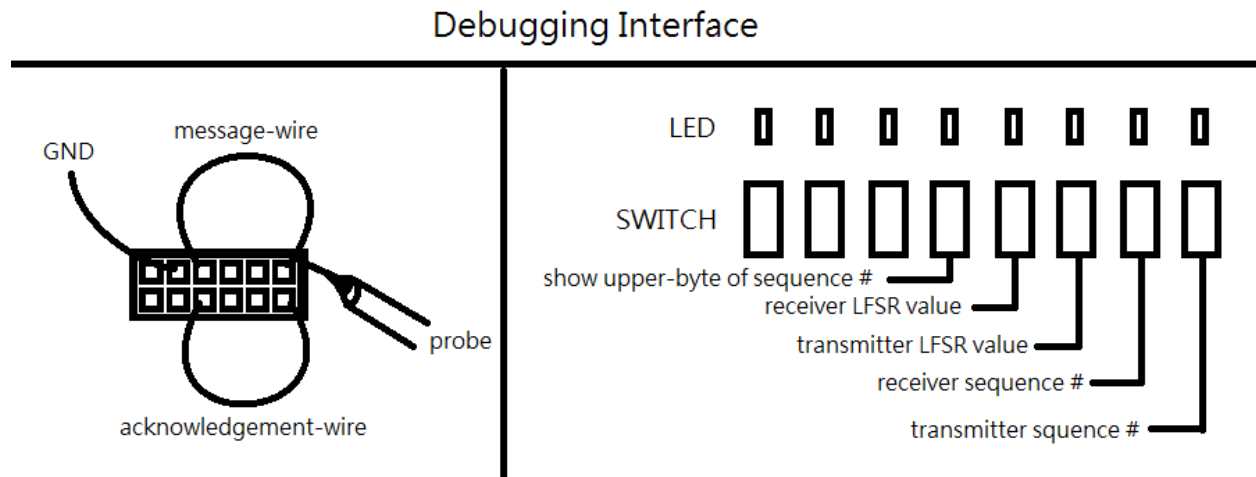 Debugging Interface
message-wire
GND
probe
acknowledgement-wire
LED
SWITCH
show upper-byte of sequence #
receiver LFSR value
transmitter LFSR value
receiver sequence #
transmitter squence #